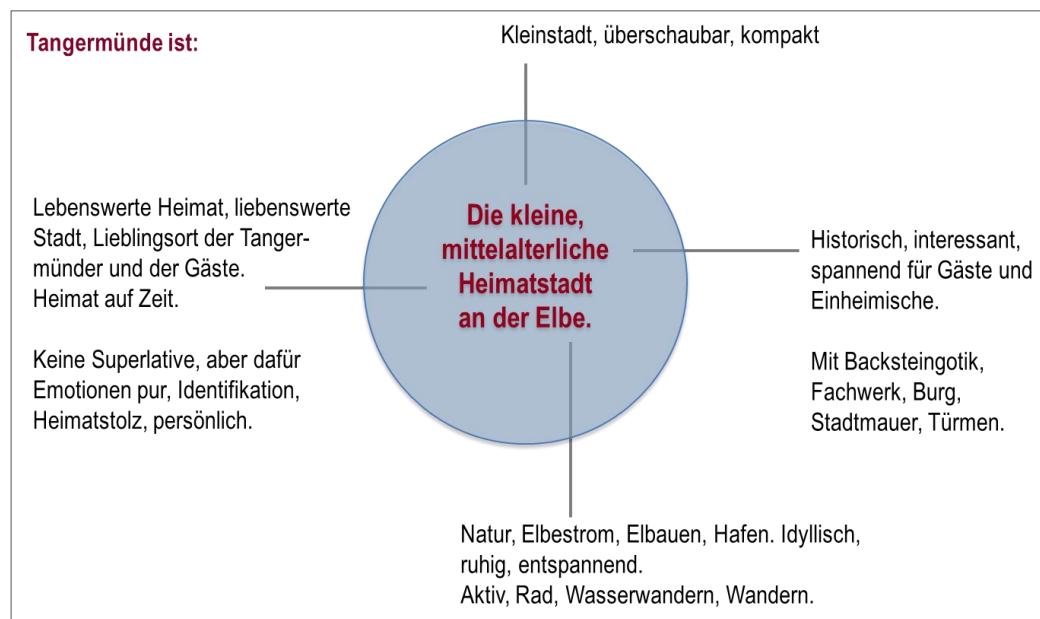 Tangermünde ist:
Kleinstadt, überschaubar, kompakt
Lebenswerte Heimat, liebenswerte
Stadt, Lieblingsort der Tanger-
münder und der Gäste.
Heimat auf Zeit.
Keine Superlative, aber dafür
Emotionen pur, Identifikation,
Heimatstolz, persönlich.
Die kleine,
mittelalterliche
Heimatstadt
an der Elbe.
Historisch, interessant,
spannend für Gäste und
Einheimische.
Mit Backsteingotik,
Fachwerk, Burg,
Stadtmauer, Türmen.
Natur, Elbestrom, Elbauen, Hafen. Idyllisch,
ruhig, entspannend.
Aktiv, Rad, Wasserwandern, Wandern.